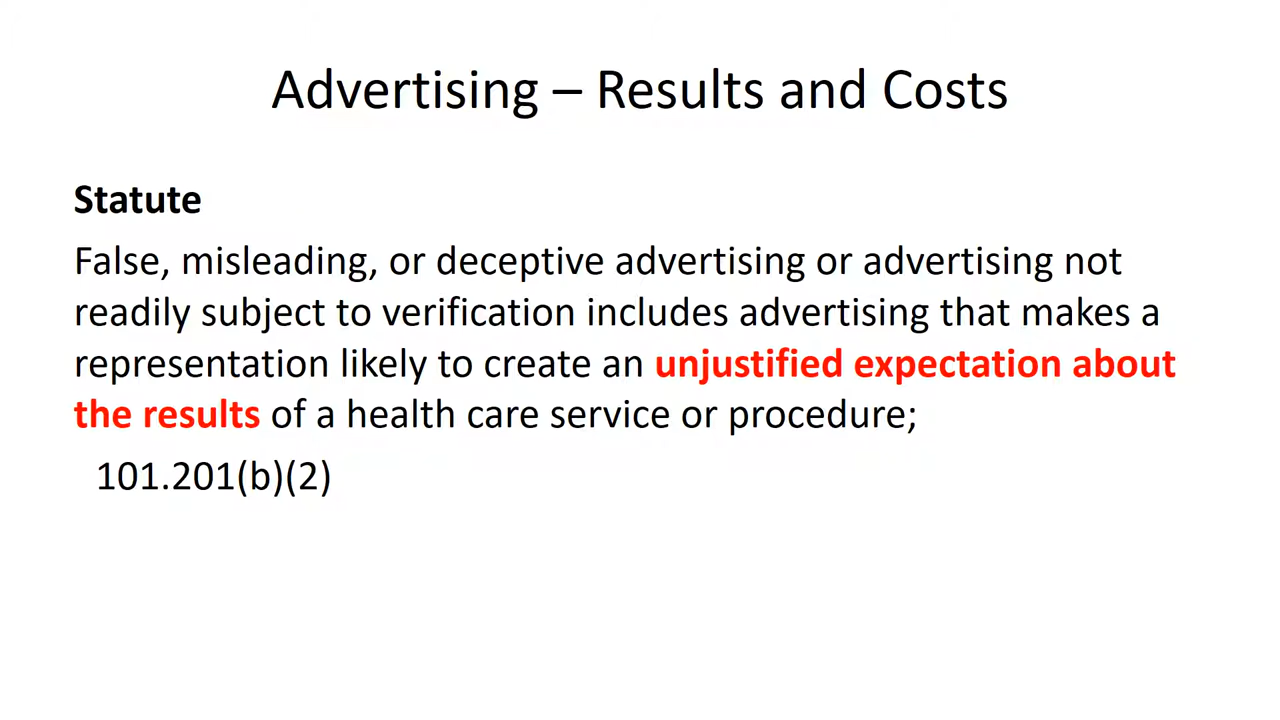 Advertising – Results and Costs
Statute
False, misleading, or deceptive advertising or advertising not
readily subject to verification includes advertising that makes a
representation likely to create an unjustified expectation about
the results of a health care service or procedure;
101.201(b)(2)